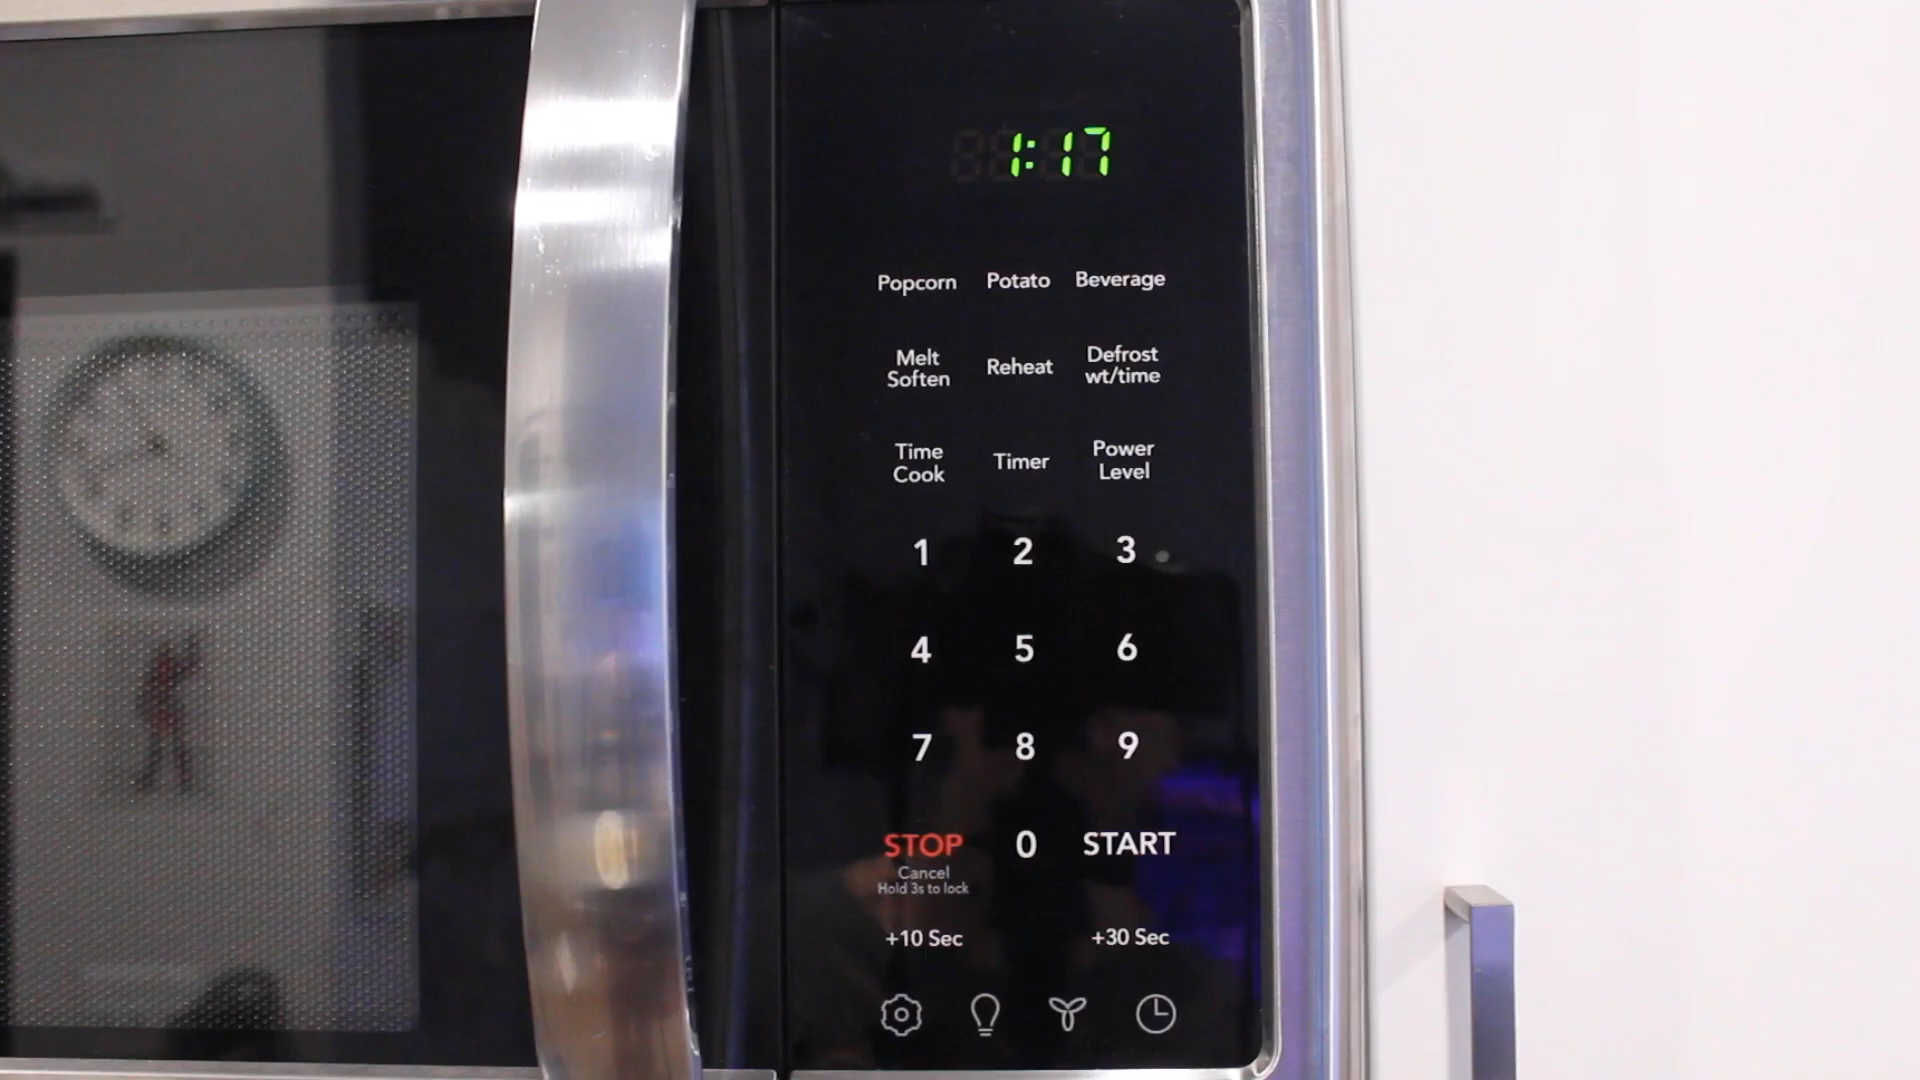 1:17
Popcorn Potato Beverage
Melt Soften Reheat Defrost wt/time
Time Cook Timer Power Level
1 2 3
4 5 6
7 8 9
STOP 0 START
Cancel
Hold 3s to lock
+10 Sec +30 Sec